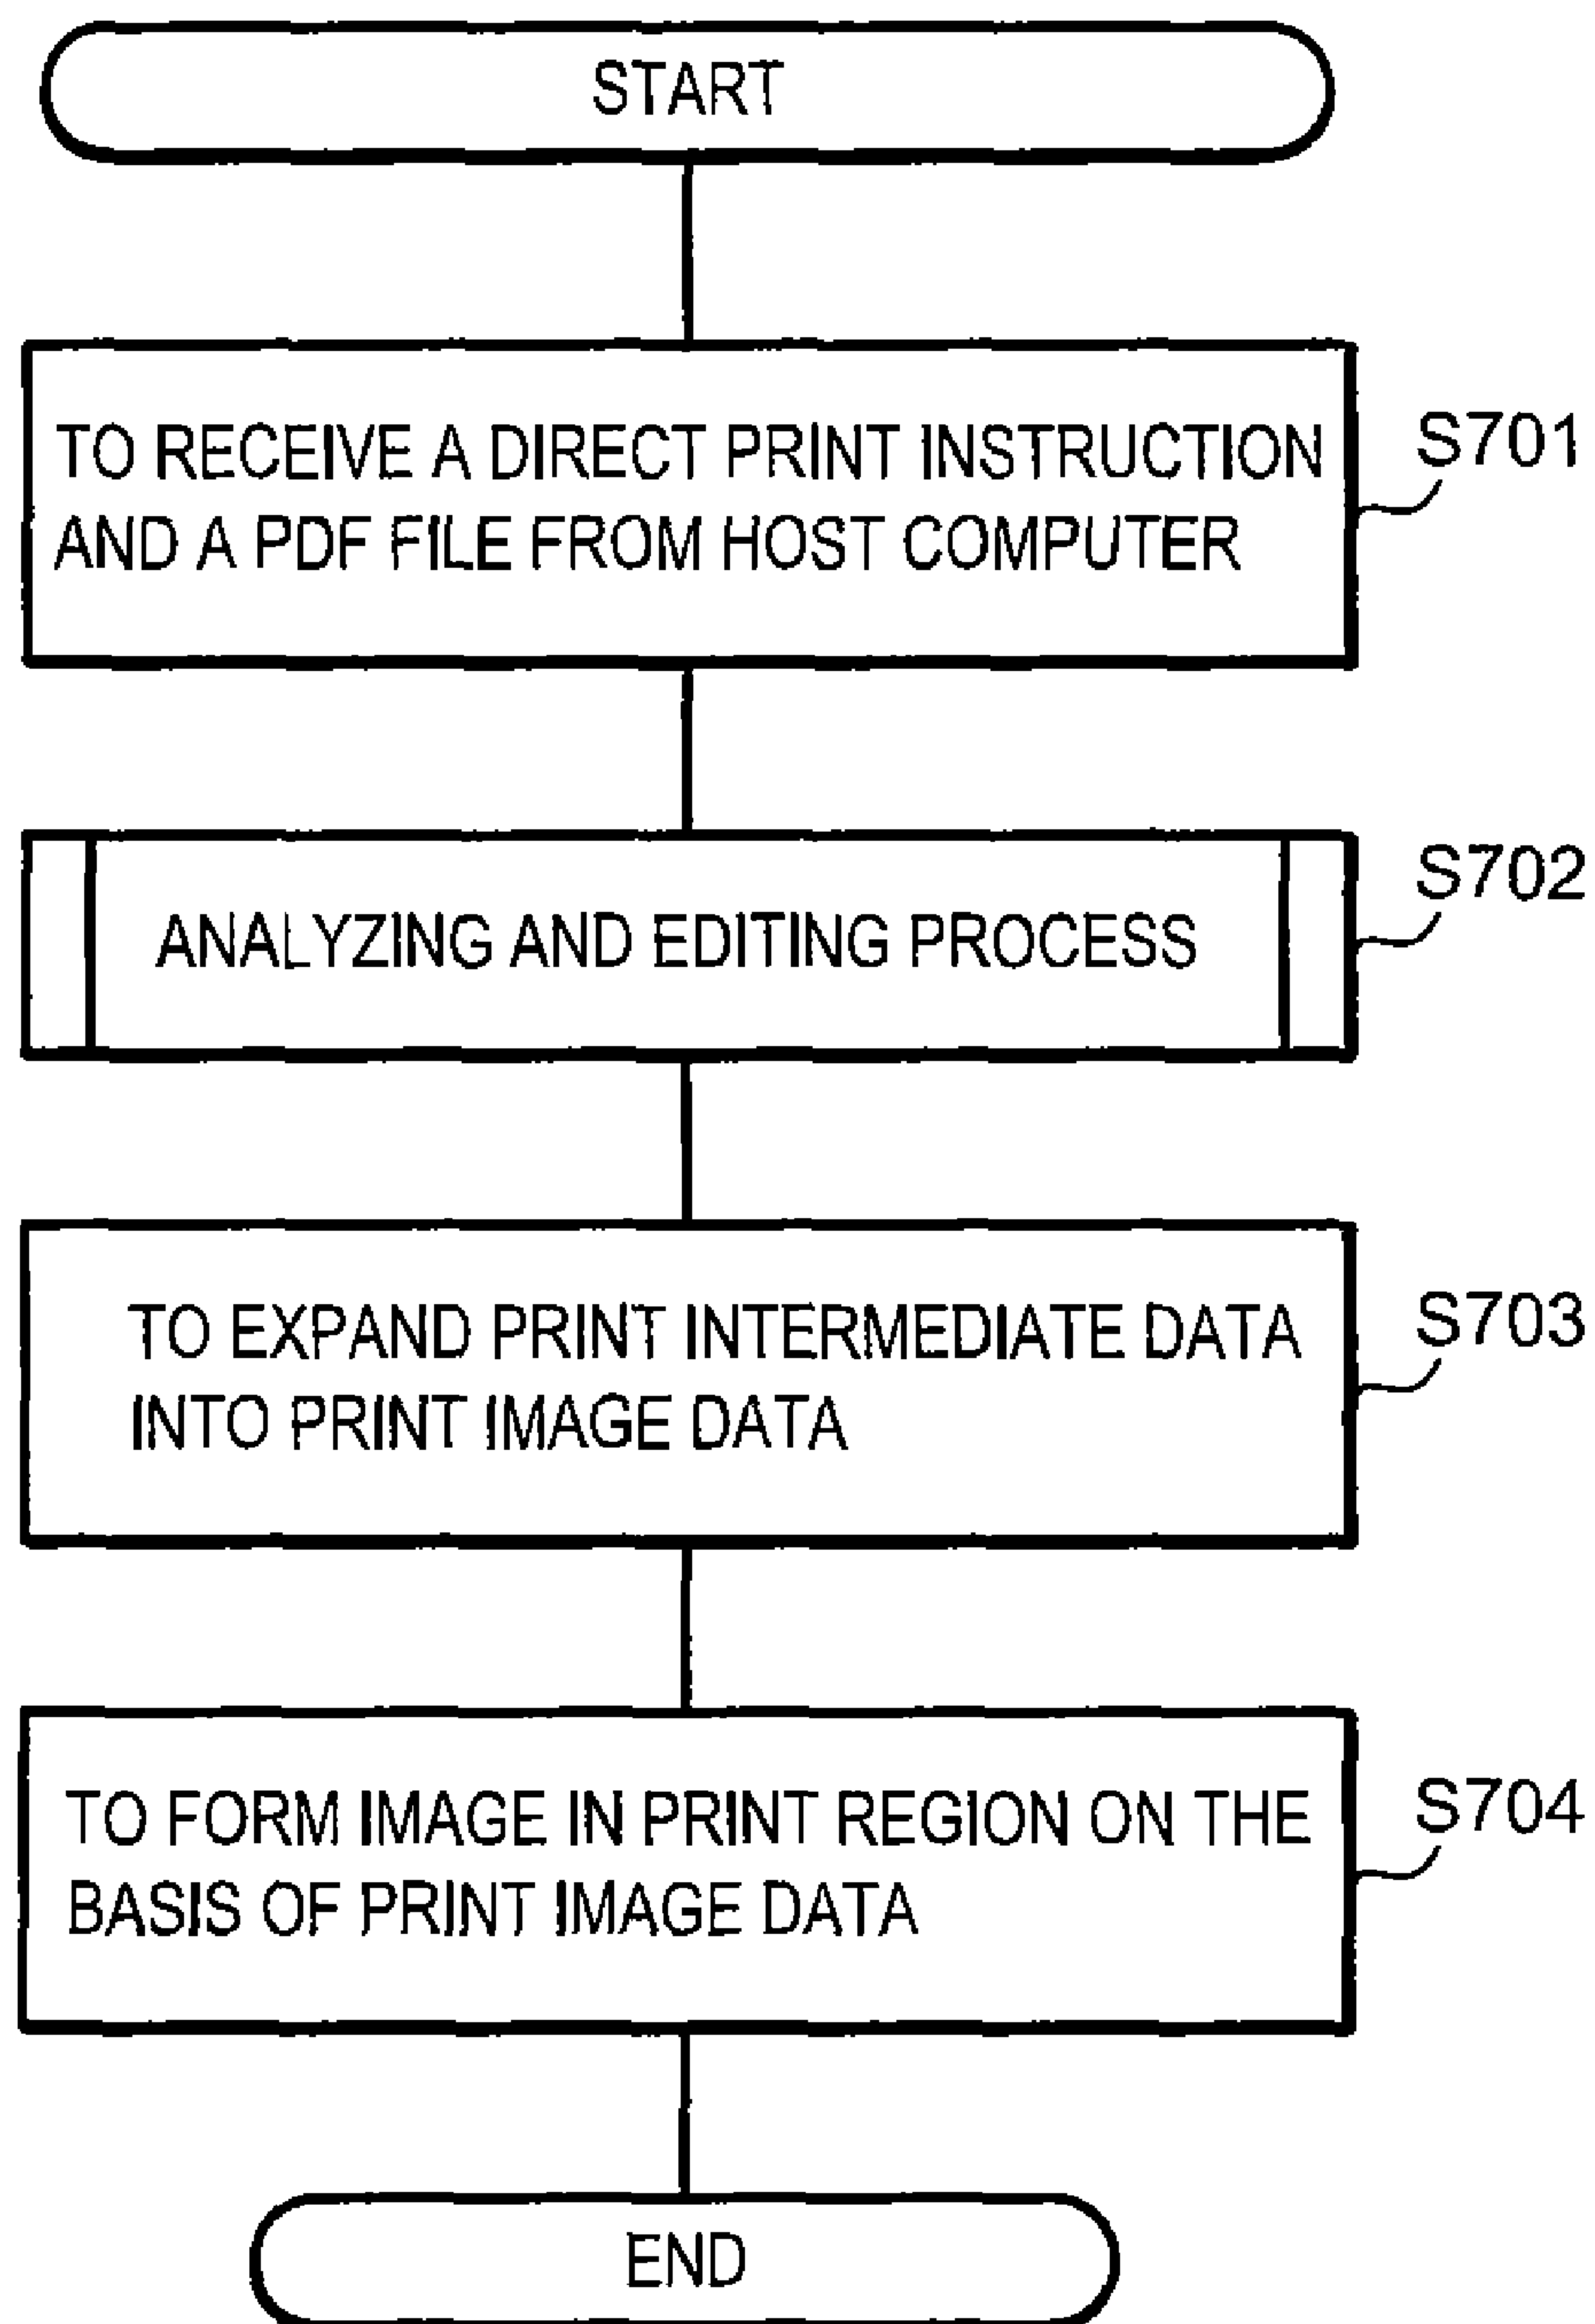 START
TO RECEIVE A DIRECT PRINT INSTRUCTION
AND A PDF FILE FROM HOST COMPUTER
S701
ANALYZING AND EDITING PROCESS
S702
TO EXPAND PRINT INTERMEDIATE DATA
INTO PRINT IMAGE DATA
S703
TO FORM IMAGE IN PRINT REGION ON THE
BASIS OF PRINT IMAGE DATA
S704
END